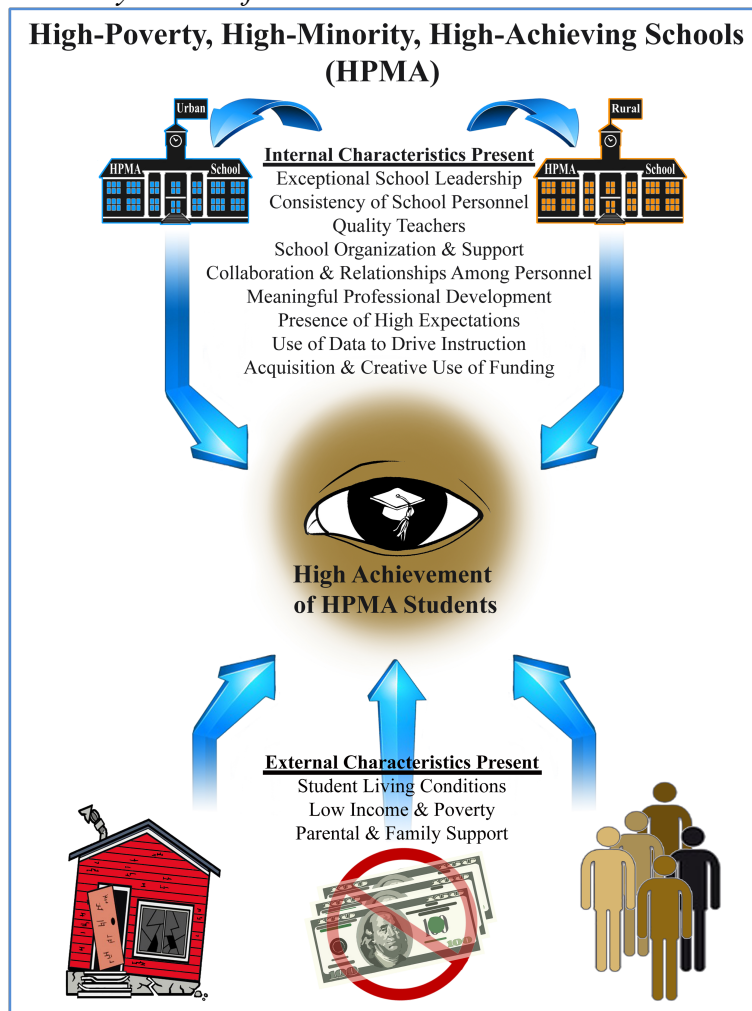 High-Poverty, High-Minority, High-Achieving Schools
(HPMA)
Urban
Rural
HPMA School
HPMA School
Internal Characteristics Present
Exceptional School Leadership
Consistency of School Personnel
Quality Teachers
School Organization & Support
Collaboration & Relationships Among Personnel
Meaningful Professional Development
Presence of High Expectations
Use of Data to Drive Instruction
Acquisition & Creative Use of Funding
High Achievement
of HPMA Students
External Characteristics Present
Student Living Conditions
Low Income & Poverty
Parental & Family Support
100
100